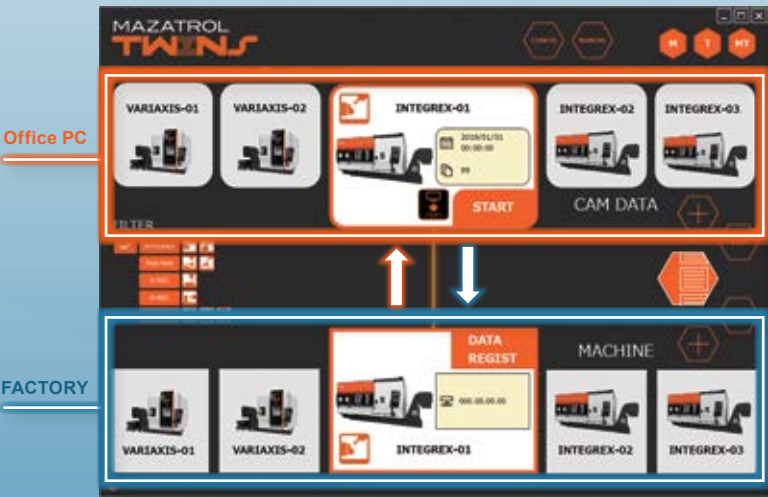 MAZATROL
TWINS
M T MT
Office PC
VARIAXIS-01
VARIAXIS-02
INTEGREX-01
INTEGREX-02
INTEGREX-03
2019/01/01
00:00:00
99
START
CAM DATA
FILTER
FACTORY
DATA
REGIST
MACHINE
000.00.00.00
VARIAXIS-01
VARIAXIS-02
INTEGREX-01
INTEGREX-02
INTEGREX-03